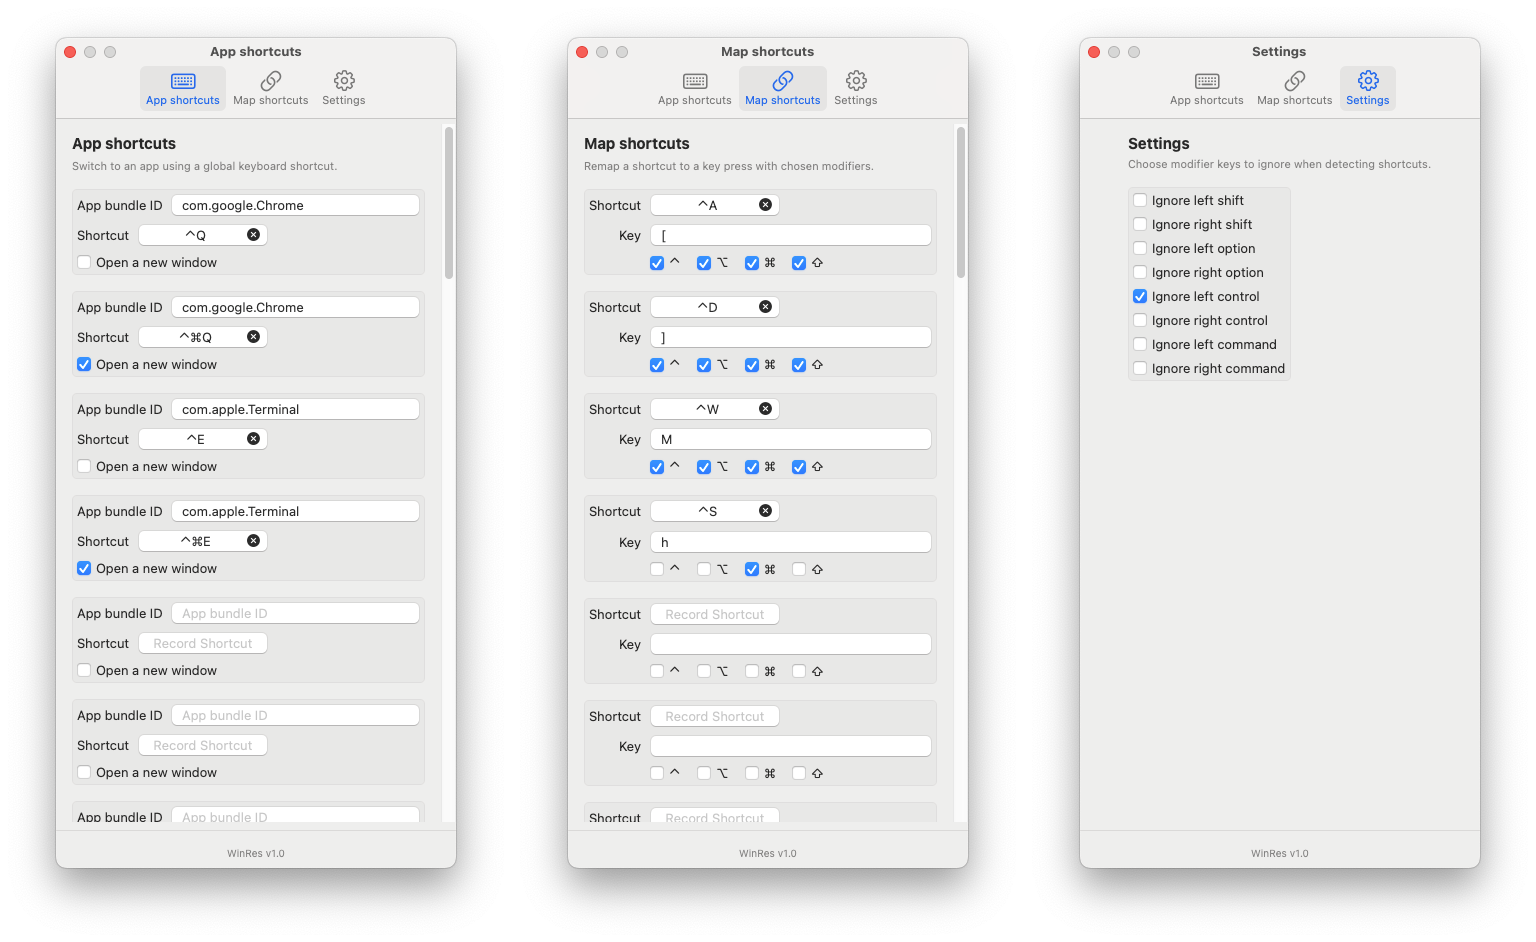 App shortcuts
App shortcuts Map shortcuts Settings
App shortcuts
Switch to an app using a global keyboard shortcut.
App bundle ID com.google.Chrome
Shortcut ^Q
Open a new window
App bundle ID com.google.Chrome
Shortcut ^⌘Q
Open a new window
App bundle ID com.apple.Terminal
Shortcut ^E
Open a new window
App bundle ID com.apple.Terminal
Shortcut ^⌘E
Open a new window
App bundle ID App bundle ID
Shortcut Record Shortcut
Open a new window
App bundle ID App bundle ID
Shortcut Record Shortcut
Open a new window
App bundle ID App bundle ID
WinRes v1.0
Map shortcuts
App shortcuts Map shortcuts Settings
Map shortcuts
Remap a shortcut to a key press with chosen modifiers.
Shortcut ^A
Key [
^ ⌥ ⌘ ⇧
Shortcut ^D
Key ]
^ ⌥ ⌘ ⇧
Shortcut ^W
Key M
^ ⌥ ⌘ ⇧
Shortcut ^S
Key h
^ ⌥ ⌘ ⇧
Shortcut Record Shortcut
Key
^ ⌥ ⌘ ⇧
Shortcut Record Shortcut
Key
^ ⌥ ⌘ ⇧
Shortcut Record Shortcut
WinRes v1.0
Settings
App shortcuts Map shortcuts Settings
Settings
Choose modifier keys to ignore when detecting shortcuts.
Ignore left shift
Ignore right shift
Ignore left option
Ignore right option
Ignore left control
Ignore right control
Ignore left command
Ignore right command
WinRes v1.0